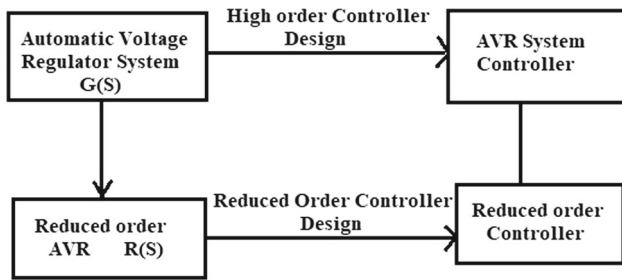 Automatic Voltage
Regulator System
G(S)
High order Controller
Design
AVR System
Controller
Reduced order
AVR R(S)
Reduced Order Controller
Design
Reduced order
Controller